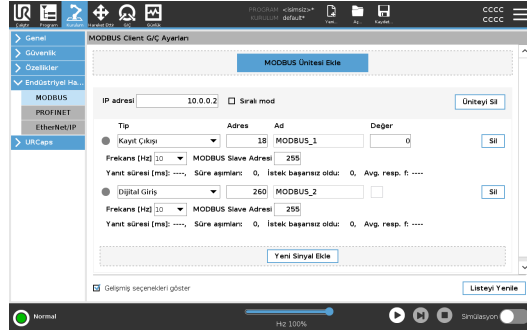 Çalıştır Program Kurulum Hareket Ettir G/Ç Günlük
PROGRAM <isimsiz>*
KURULUM default*
Yeni... Aç... Kaydet...
CCCC
CCCC
Genel
Güvenlik
Özellikler
Endüstriyel Ha...
MODBUS
PROFINET
EtherNet/IP
URCaps
MODBUS Client G/Ç Ayarları
MODBUS Ünitesi Ekle
IP adresi 10.0.0.2 Sıralı mod Üniteyi Sil
Tip Adres Ad Değer
Kayıt Çıkışı 18 MODBUS_1 0 Sil
Frekans [Hz] 10 MODBUS Slave Adresi 255
Yanıt süresi [ms]: ----, Süre aşımları: 0, İstek başarısız oldu: 0, Avg. resp. f: ----
Dijital Giriş 260 MODBUS_2 Sil
Frekans [Hz] 10 MODBUS Slave Adresi 255
Yanıt süresi [ms]: ----, Süre aşımları: 0, İstek başarısız oldu: 0, Avg. resp. f: ----
Yeni Sinyal Ekle
Gelişmiş seçenekleri göster Listeyi Yenile
Normal
Hız 100%
Simülasyon